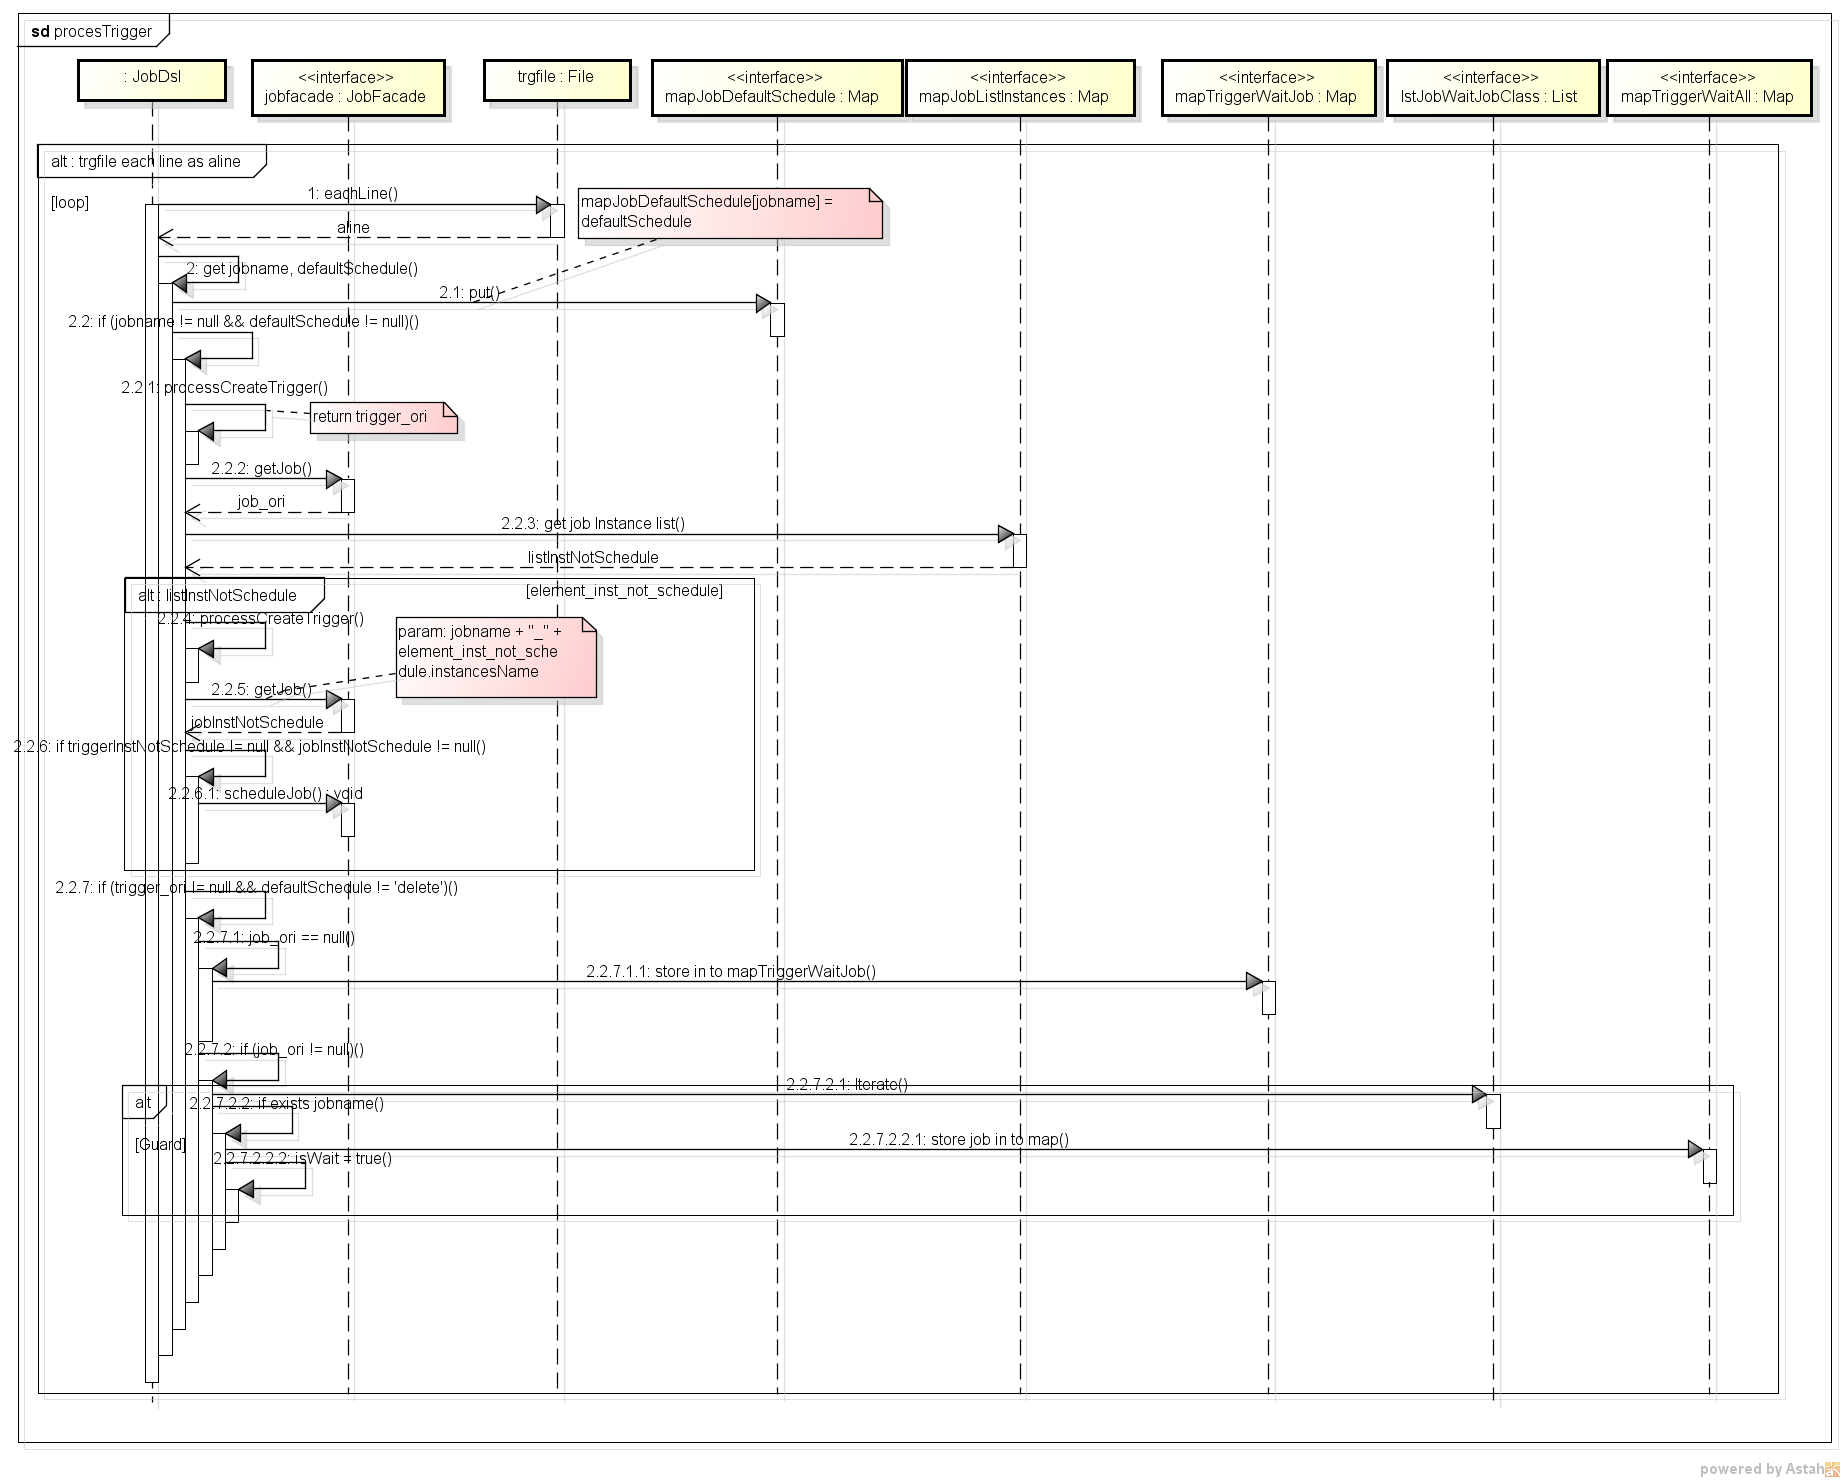 sd procesTrigger
: JobDsl
<<interface>>
jobfacade : JobFacade
trgfile : File
<<interface>>
mapJobDefaultSchedule : Map
<<interface>>
mapJobListInstances : Map
<<interface>>
mapTriggerWaitJob : Map
<<interface>>
lstJobWaitJobClass : List
<<interface>>
mapTriggerWaitAll : Map
alt : trgfile each line as aline
[loop]
1: eachLine()
mapJobDefaultSchedule[jobname] =
defaultSchedule
aline
2: get jobname, defaultSchedule()
2.1: put()
2.2: if (jobname != null && defaultSchedule != null)()
2.2.1: processCreateTrigger()
return trigger_ori
2.2.2: getJob()
job_ori
2.2.3: get job Instance list()
listInstNotSchedule
alt : listInstNotSchedule
[element_inst_not_schedule]
2.2.4: processCreateTrigger()
param: jobname + "_" +
element_inst_not_sche
dule.instancesName
2.2.5: getJob()
jobInstNotSchedule
2.2.6: if triggerInstNotSchedule != null && jobInstNotSchedule != null()
2.2.6.1: scheduleJob() : void
2.2.7: if (trigger_ori != null && defaultSchedule != 'delete')()
2.2.7.1: job_ori == null()
2.2.7.1.1: store in to mapTriggerWaitJob()
2.2.7.2: if (job_ori != null)()
2.2.7.2.1: Iterate()
alt
2.2.7.2.2: if exists jobname()
[Guard]
2.2.7.2.2.1: store job in to map()
2.2.7.2.2.2: isWait = true()
powered by Astah